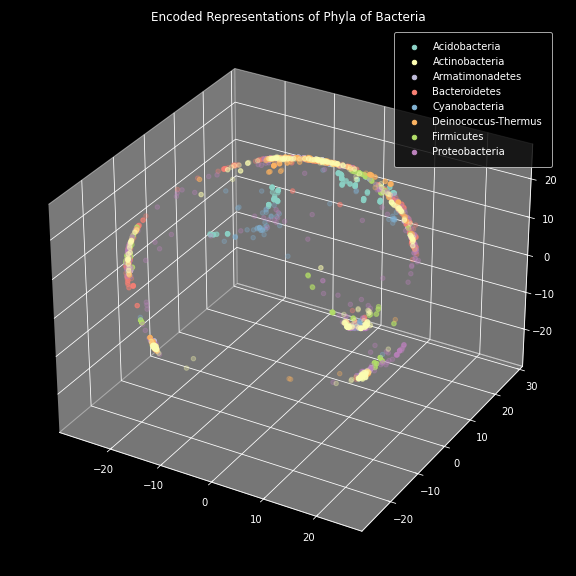 Encoded Representations of Phyla of Bacteria
Acidobacteria
Actinobacteria
Armatimonadetes
Bacteroidetes
Cyanobacteria
Deinococcus-Thermus
Firmicutes
Proteobacteria
20
10
0
−10
−20
30
20
10
0
−10
−20
−20
−10
0
10
20